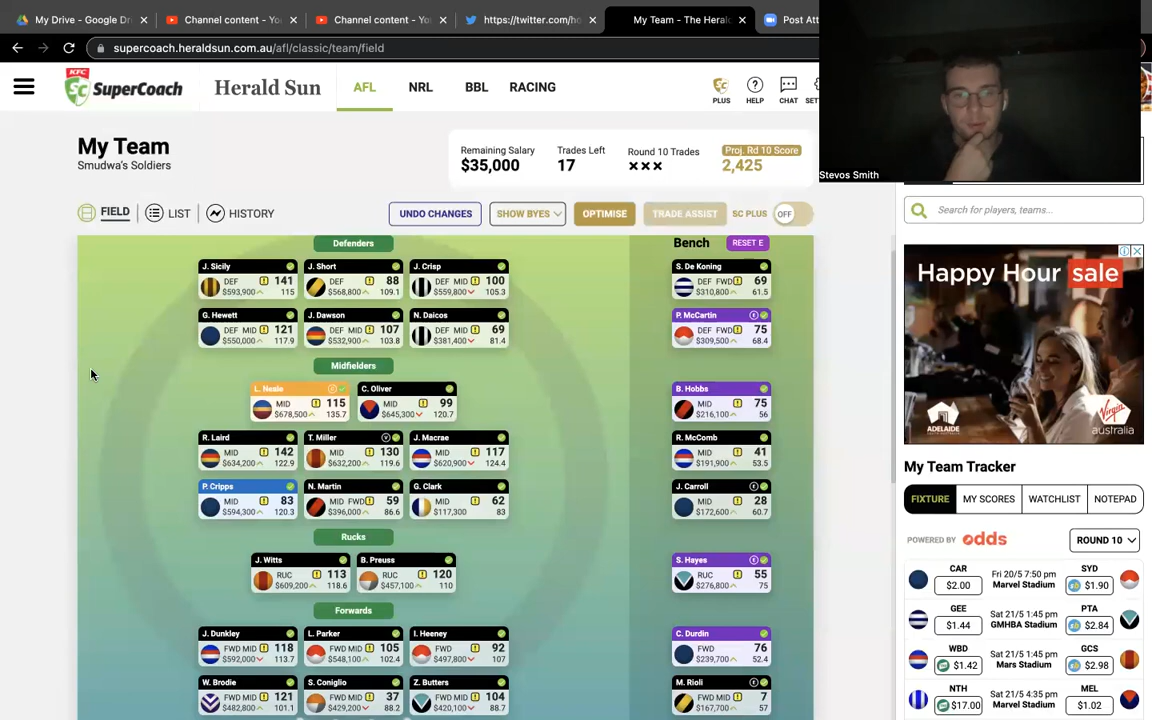 My Drive - Google Dr
Channel content - Yo
Channel content - Yo
https://twitter.com/ho
My Team - The Heral
Post Att
supercoach.heraldsun.com.au/afl/classic/team/field
KFC SC SuperCoach
Herald Sun
AFL
NRL
BBL
RACING
SC PLUS
HELP
CHAT
Stevos Smith
My Team
Smudwa's Soldiers
Remaining Salary
$35,000
Trades Left
17
Round 10 Trades
Proj. Rd 10 Score
2,425
FIELD
LIST
HISTORY
UNDO CHANGES
SHOW BYES
OPTIMISE
TRADE ASSIST
SC PLUS OFF
Search for players, teams...
Defenders
Bench
RESET E
J. Sicily
DEF 141
$593,900 115
J. Short
DEF 88
$568,800 109.1
J. Crisp
DEF MID 100
$559,800 105.3
S. De Koning
DEF FWD 69
$310,800 61.5
G. Hewett
DEF MID 121
$550,000 117.9
J. Dawson
DEF MID 107
$532,900 103.8
N. Daicos
DEF MID 69
$381,400 81.4
P. McCartin E
DEF FWD 75
$309,500 68.4
Midfielders
L. Neale C
MID 115
$678,500 135.7
C. Oliver
MID 99
$645,300 120.7
B. Hobbs
MID 75
$216,100 56
R. Laird
MID 142
$634,200 122.9
T. Miller V
MID 130
$632,200 119.6
J. Macrae
MID 117
$620,900 124.4
R. McComb
MID 41
$191,900 53.5
P. Cripps
MID 83
$594,300 120.3
N. Martin
MID FWD 59
$396,000 86.6
G. Clark
MID 62
$117,300 83
J. Carroll E
MID 28
$172,600 60.7
Rucks
J. Witts
RUC 113
$609,200 118.6
B. Preuss
RUC 120
$457,100 110
S. Hayes E
RUC 55
$276,800 75
Forwards
J. Dunkley
FWD MID 118
$592,000 113.7
L. Parker
FWD MID 105
$548,100 102.4
I. Heeney
FWD 92
$497,800 107
C. Durdin
FWD 76
$239,700 52.4
W. Brodie
FWD MID 121
$482,800 101.1
S. Coniglio
FWD MID 37
$429,200 88.2
Z. Butters
FWD MID 104
$420,100 88.7
M. Rioli E
FWD 7
$167,700 57
Happy Hour sale
ADELAIDE
Virgin
australia
My Team Tracker
FIXTURE
MY SCORES
WATCHLIST
NOTEPAD
POWERED BY odds
ROUND 10
CAR
$2.00
Fri 20/5 7:50 pm
Marvel Stadium
SYD
$1.90
GEE
$1.44
Sat 21/5 1:45 pm
GMHBA Stadium
PTA
$2.84
WBD
$1.42
Sat 21/5 1:45 pm
Mars Stadium
GCS
$2.98
NTH
$17.00
Sat 21/5 4:35 pm
Marvel Stadium
MEL
$1.02